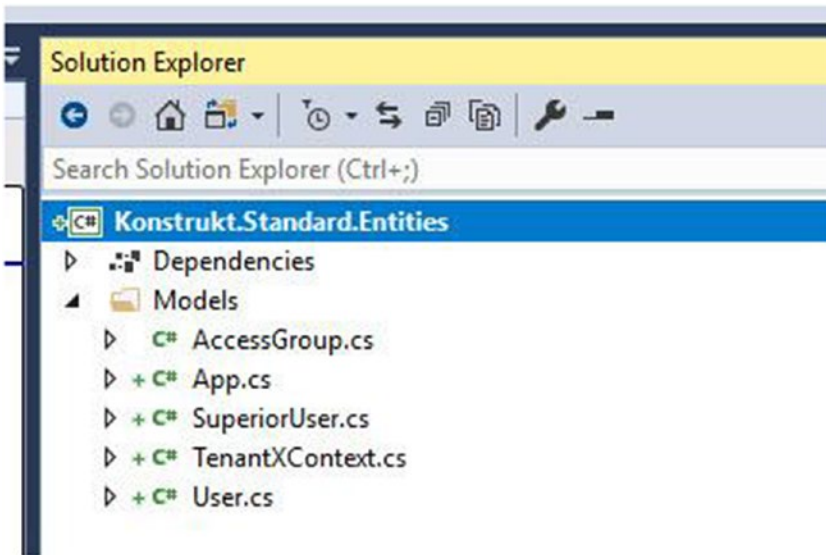 Solution Explorer
Search Solution Explorer (Ctrl+;)
C# Konstrukt.Standard.Entities
Dependencies
Models
C# AccessGroup.cs
+ C# App.cs
+ C# SuperiorUser.cs
+ C# TenantXContext.cs
+ C# User.cs